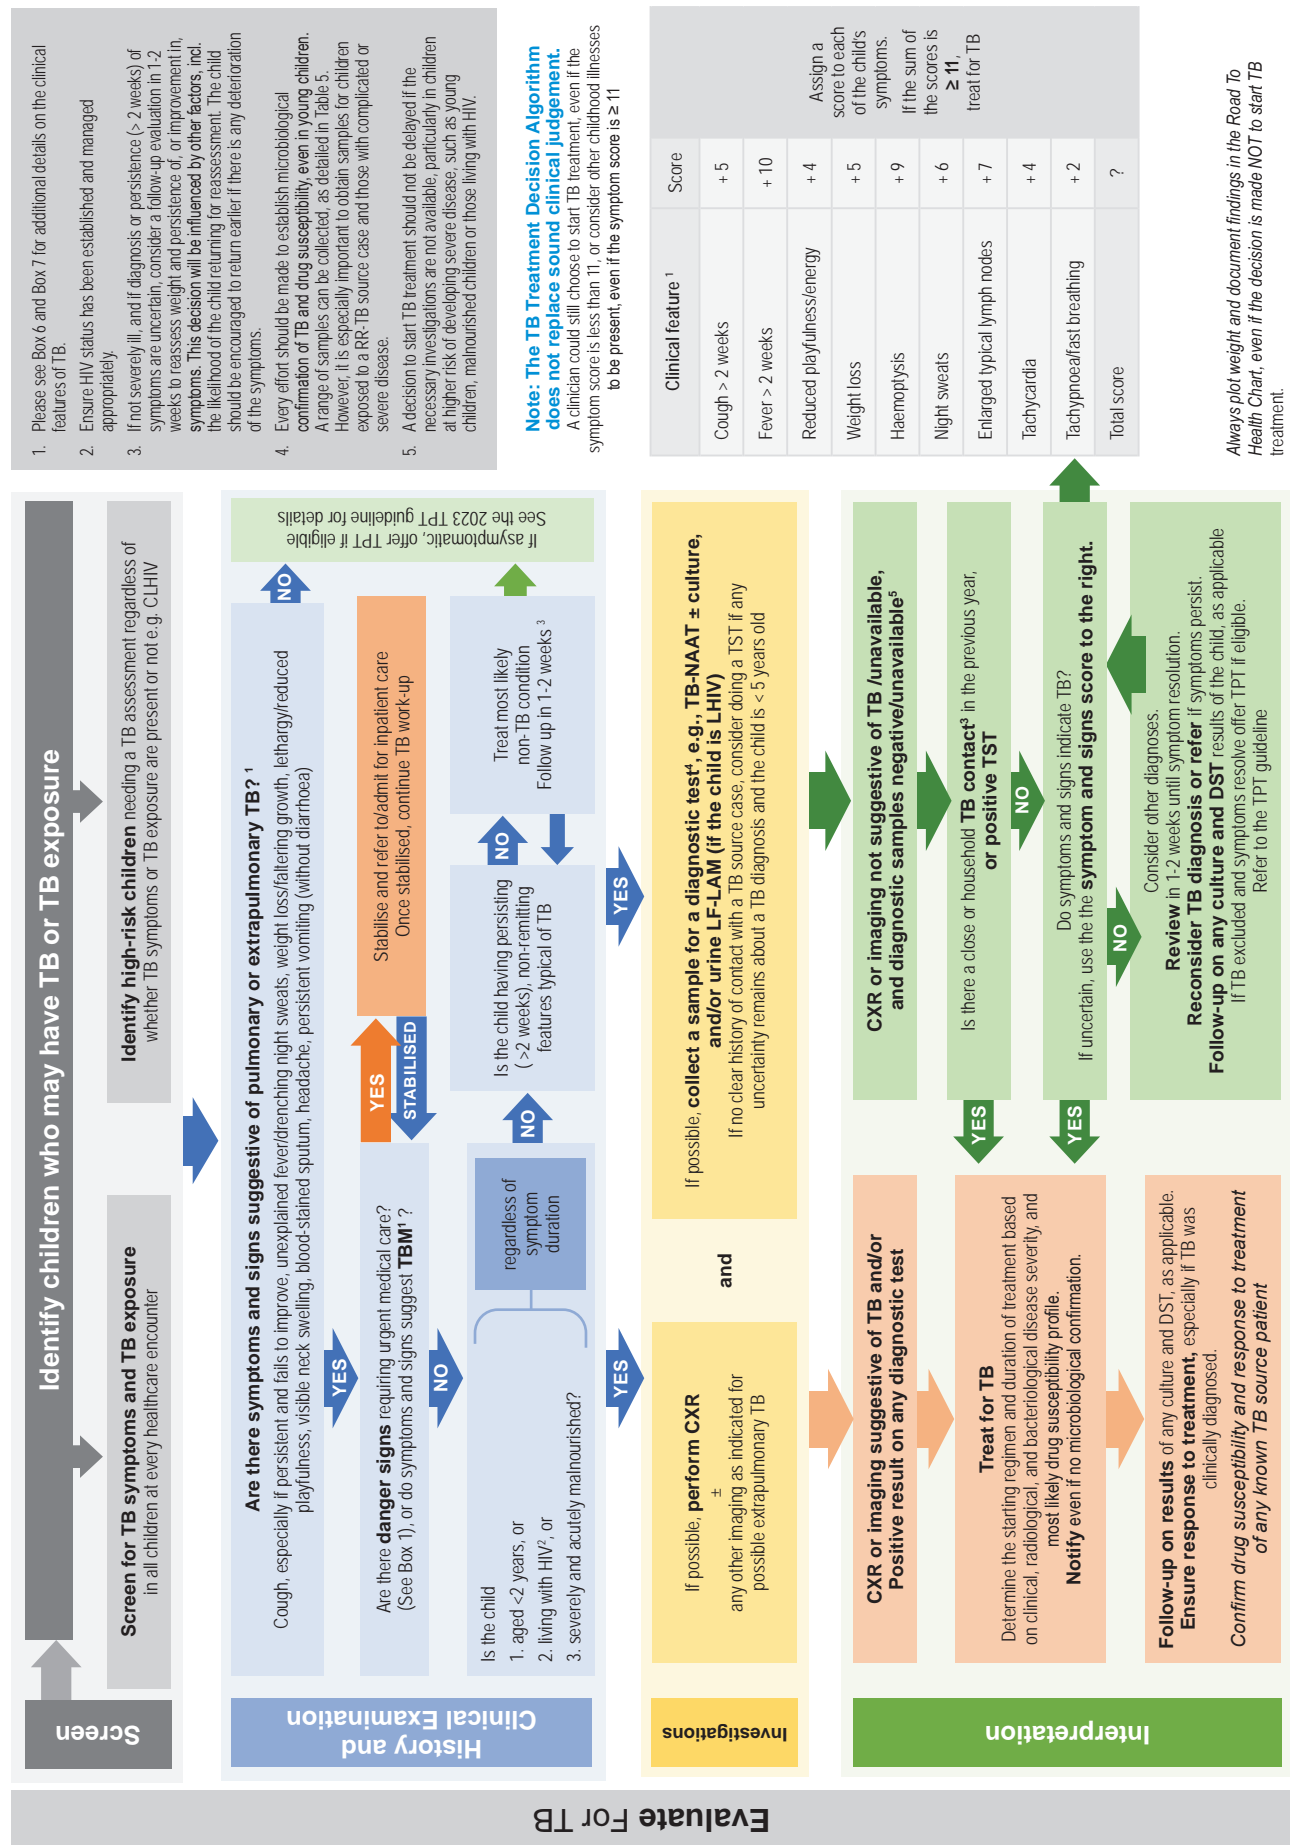 Evaluate For TB
Screen
Identify children who may have TB or TB exposure
Screen for TB symptoms and TB exposure
in all children at every healthcare encounter
Identify high-risk children needing a TB assessment regardless of
whether TB symptoms or TB exposure are present or not e.g. CLHIV
History and
Clinical Examination
Are there symptoms and signs suggestive of pulmonary or extrapulmonary TB? 1
Cough, especially if persistent and fails to improve, unexplained fever/drenching night sweats, weight loss/faltering growth, lethargy/reduced
playfulness, visible neck swelling, blood-stained sputum, headache, persistent vomiting (without diarrhoea)
NO
If asymptomatic, offer TPT if eligible
See the 2023 TPT guideline for details
YES
Are there danger signs requiring urgent medical care?
(See Box 1), or do symptoms and signs suggest TBM1 ?
YES
STABILISED
Stabilise and refer to/admit for inpatient care
Once stabilised, continue TB work-up
NO
Is the child
1. aged <2 years, or
2. living with HIV2, or
3. severely and acutely malnourished?
regardless of
symptom
duration
NO
Is the child having persisting
( >2 weeks), non-remitting
features typical of TB
NO
Treat most likely
non-TB condition
Follow up in 1-2 weeks 3
YES
YES
Investigations
If possible, perform CXR
±
any other imaging as indicated for
possible extrapulmonary TB
and
If possible, collect a sample for a diagnostic test4, e.g., TB-NAAT ± culture,
and/or urine LF-LAM (if the child is LHIV)
If no clear history of contact with a TB source case, consider doing a TST if any
uncertainty remains about a TB diagnosis and the child is < 5 years old
Interpretation
CXR or imaging suggestive of TB and/or
Positive result on any diagnostic test
Treat for TB
Determine the starting regimen and duration of treatment based
on clinical, radiological, and bacteriological disease severity, and
most likely drug susceptibility profile.
Notify even if no microbiological confirmation.
Follow-up on results of any culture and DST, as applicable.
Ensure response to treatment, especially if TB was
clinically diagnosed.
Confirm drug susceptibility and response to treatment
of any known TB source patient
CXR or imaging not suggestive of TB /unavailable,
and diagnostic samples negative/unavailable5
Is there a close or household TB contact3 in the previous year,
or positive TST
YES
NO
Do symptoms and signs indicate TB?
If uncertain, use the the symptom and signs score to the right.
YES
NO
Consider other diagnoses.
Review in 1-2 weeks until symptom resolution.
Reconsider TB diagnosis or refer if symptoms persist.
Follow-up on any culture and DST results of the child, as applicable
If TB excluded and symptoms resolve offer TPT if eligible.
Refer to the TPT guideline
1. Please see Box 6 and Box 7 for additional details on the clinical
features of TB.
2. Ensure HIV status has been established and managed
appropriately.
3. If not severely ill, and if diagnosis or persistence (> 2 weeks) of
symptoms are uncertain, consider a follow-up evaluation in 1-2
weeks to reassess weight and persistence of, or improvement in,
symptoms. This decision will be influenced by other factors, incl.
the likelihood of the child returning for reassessment. The child
should be encouraged to return earlier if there is any deterioration
of the symptoms.
4. Every effort should be made to establish microbiological
confirmation of TB and drug susceptibility, even in young children.
A range of samples can be collected, as detailed in Table 5.
However, it is especially important to obtain samples for children
exposed to a RR-TB source case and those with complicated or
severe disease.
5. A decision to start TB treatment should not be delayed if the
necessary investigations are not available, particularly in children
at higher risk of developing severe disease, such as young
children, malnourished children or those living with HIV.
Note: The TB Treatment Decision Algorithm
does not replace sound clinical judgement.
A clinician could still choose to start TB treatment, even if the
symptom score is less than 11, or consider other childhood illnesses
to be present, even if the symptom score is ≥ 11
Clinical feature 1 Score
Cough > 2 weeks + 5
Fever > 2 weeks + 10
Reduced playfulness/energy + 4
Weight loss + 5
Haemoptysis + 9
Night sweats + 6
Enlarged typical lymph nodes + 7
Tachycardia + 4
Tachypnoea/fast breathing + 2
Total score ?
Assign a
score to each
of the child's
symptoms.
If the sum of
the scores is
≥ 11,
treat for TB
Always plot weight and document findings in the Road To
Health Chart, even if the decision is made NOT to start TB
treatment.